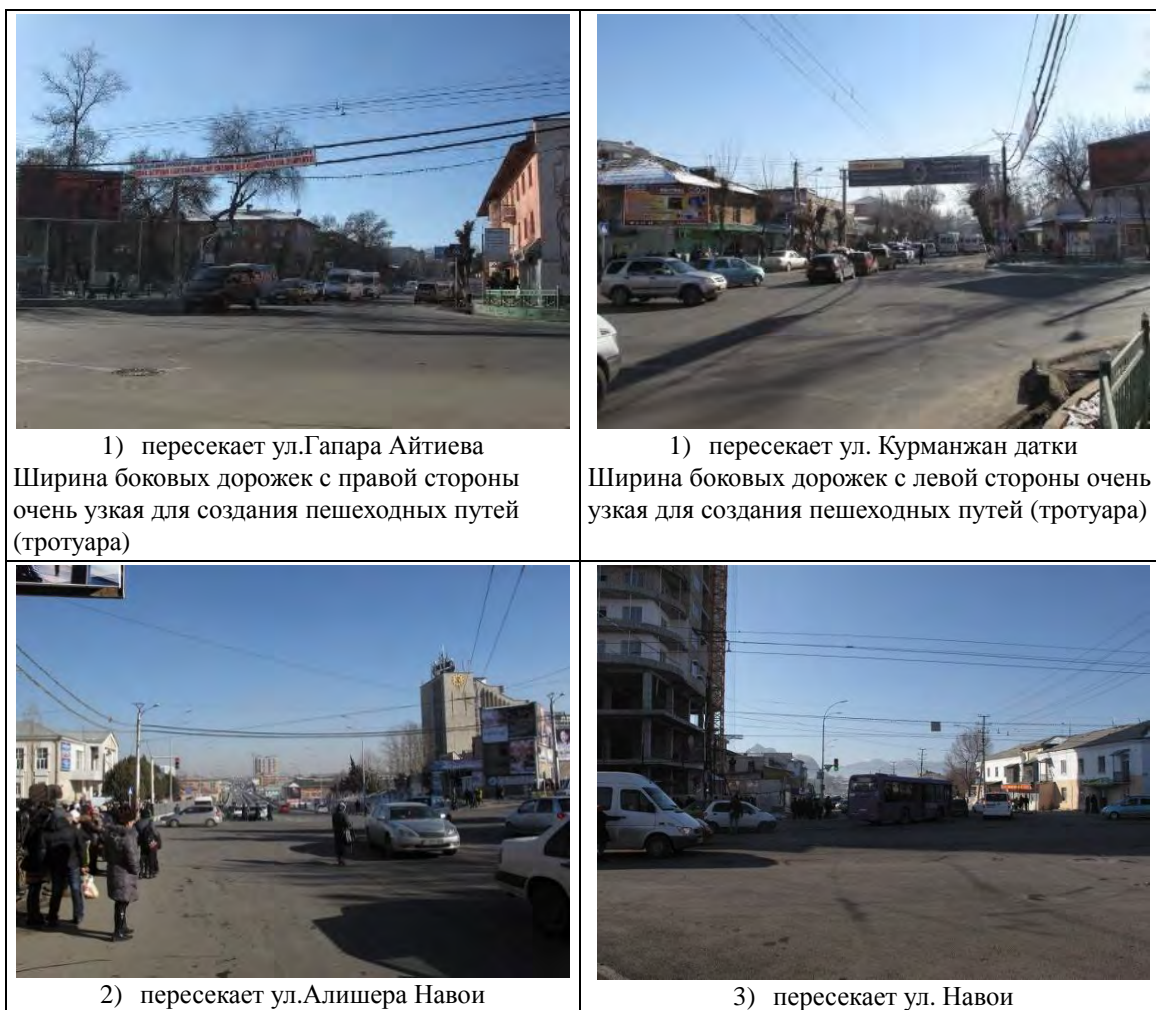 1) пересекает ул.Гапара Айтиева
Ширина боковых дорожек с правой стороны
очень узкая для создания пешеходных путей
(тротуара)
1) пересекает ул. Курманжан датки
Ширина боковых дорожек с левой стороны очень
узкая для создания пешеходных путей (тротуара)
2) пересекает ул.Алишера Навои
3) пересекает ул. Навои